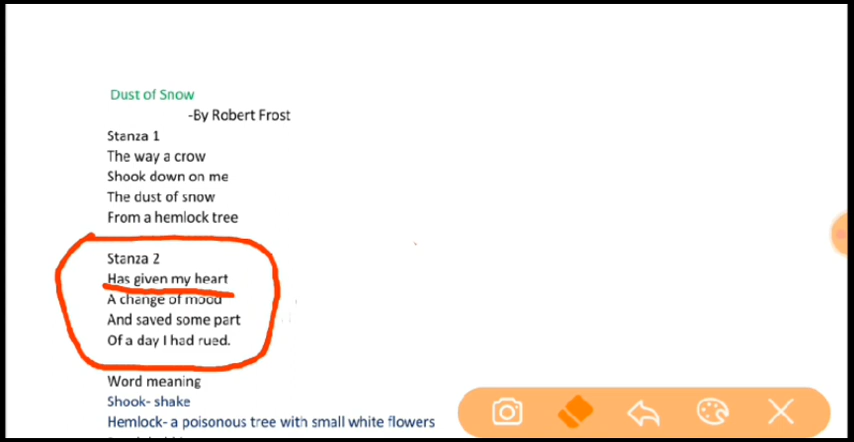 Dust of Snow
-By Robert Frost
Stanza 1
The way a crow
Shook down on me
The dust of snow
From a hemlock tree
Stanza 2
Has given my heart
A change of mood
And saved some part
Of a day I had rued.
Word meaning
Shook- shake
Hemlock- a poisonous tree with small white flowers